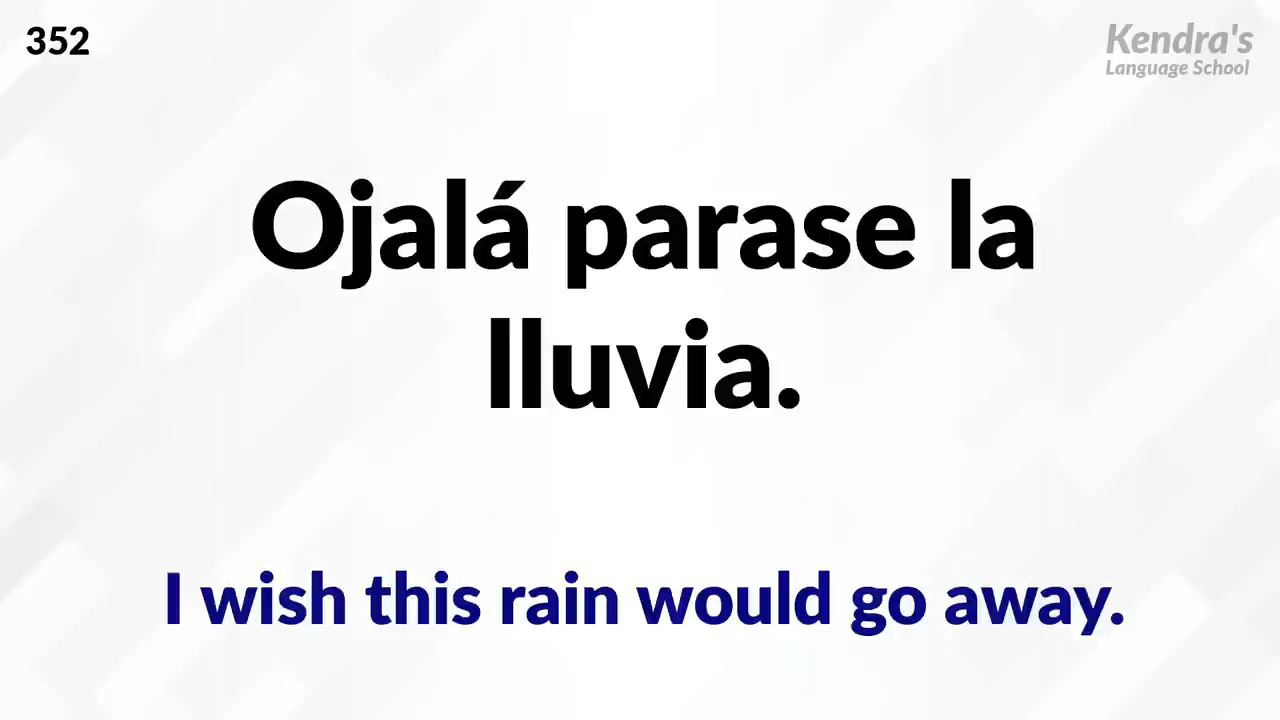 352
Kendra's
Language School
Ojalá parase la
lluvia.
I wish this rain would go away.